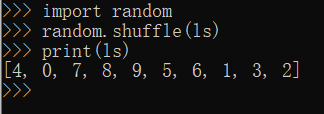 >>> import random
>>> random.shuffle(ls)
>>> print(ls)
[4, 0, 7, 8, 9, 5, 6, 1, 3, 2]
>>>